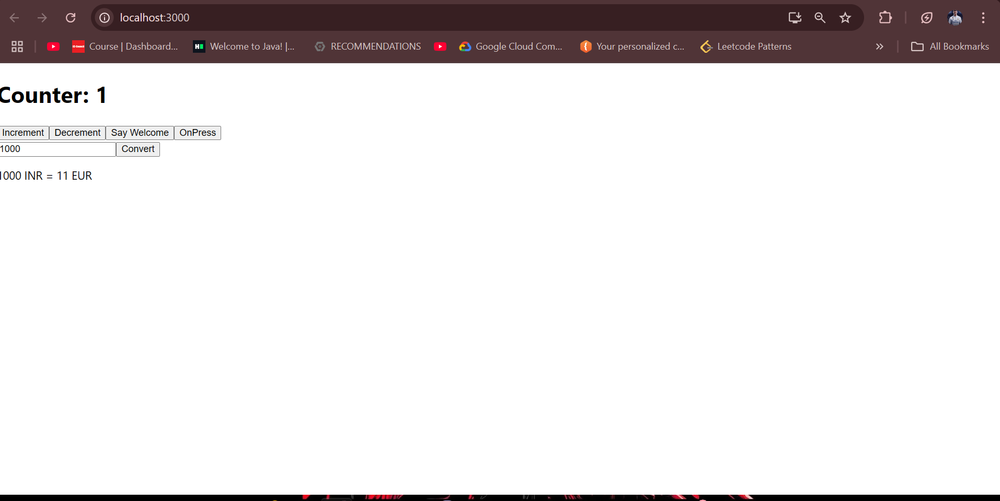 localhost:3000
Course | Dashboard... Welcome to Java! |... RECOMMENDATIONS Google Cloud Com... Your personalized c... Leetcode Patterns All Bookmarks
Counter: 1
Increment Decrement Say Welcome OnPress
1000 Convert
1000 INR = 11 EUR